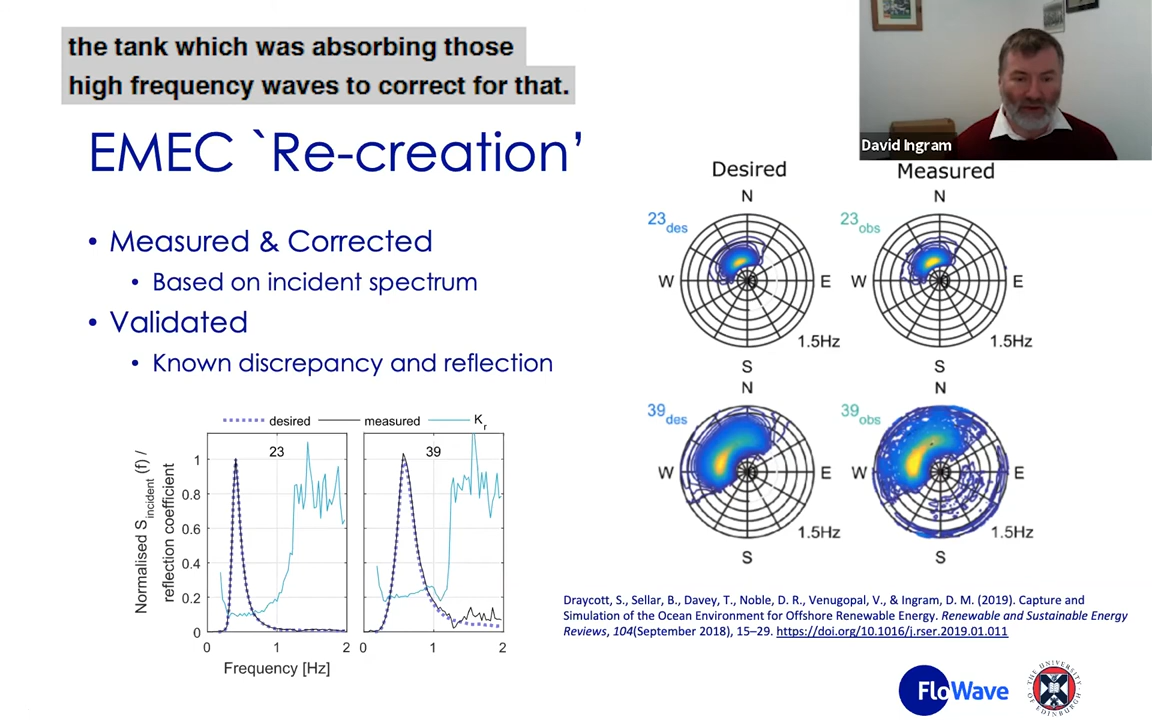 the tank which was absorbing those
high frequency waves to correct for that.
David Ingram
EMEC `Re-creation’
• Measured & Corrected
• Based on incident spectrum
• Validated
• Known discrepancy and reflection
desired measured Kr
Normalised Sincident (f) /
reflection coefficient
1
0.8
0.6
0.4
0.2
0
23
39
0 1 2 0 1 2
Frequency [Hz]
Desired Measured
N N
23des 23obs
W E W E
1.5Hz 1.5Hz
S S
N N
39des 39obs
W E W E
1.5Hz 1.5Hz
S S
Draycott, S., Sellar, B., Davey, T., Noble, D. R., Venugopal, V., & Ingram, D. M. (2019). Capture and
Simulation of the Ocean Environment for Offshore Renewable Energy. Renewable and Sustainable Energy
Reviews, 104(September 2018), 15–29. https://doi.org/10.1016/j.rser.2019.01.011
FloWave
THE UNIVERSITY OF EDINBURGH